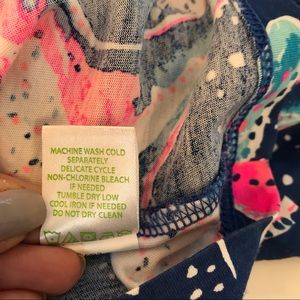 MACHINE WASH COLD
SEPARATELY
DELICATE CYCLE
NON-CHLORINE BLEACH
IF NEEDED
TUMBLE DRY LOW
COOL IRON IF NEEDED
DO NOT DRY CLEAN